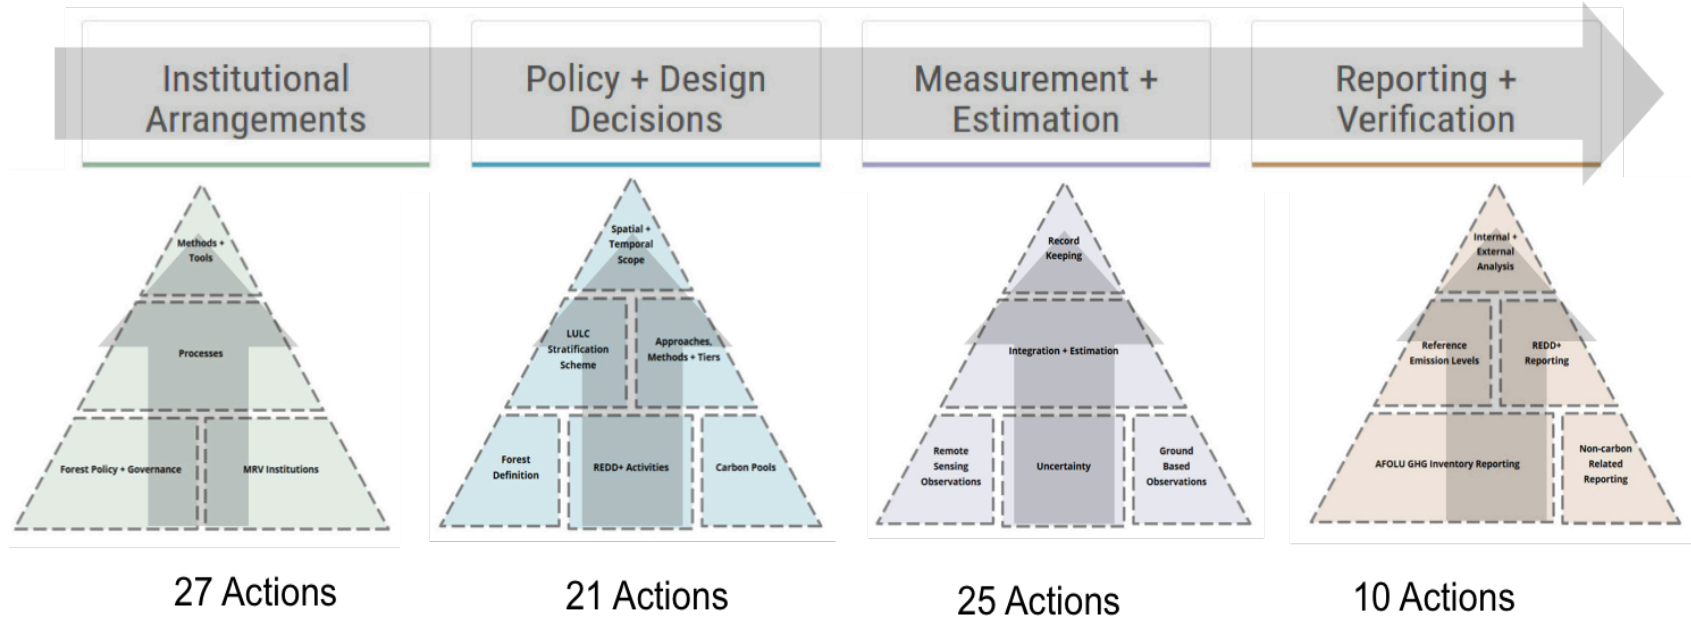 Institutional
Arrangements
Policy + Design
Decisions
Measurement +
Estimation
Reporting +
Verification
Methods +
Tools
Processes
Forest Policy + Governance
MRV Institutions
Spatial +
Temporal
Scope
LULC
Stratification
Scheme
Approaches,
Methods + Tiers
Forest
Definition
REDD+ Activities
Carbon Pools
Record
Keeping
Integration + Estimation
Remote
Sensing
Observations
Uncertainty
Ground
Based
Observations
Internal +
External
Analysis
Reference
Emission Levels
REDD+
Reporting
AFOLU GHG Inventory Reporting
Non-carbon
Related
Reporting
27 Actions
21 Actions
25 Actions
10 Actions